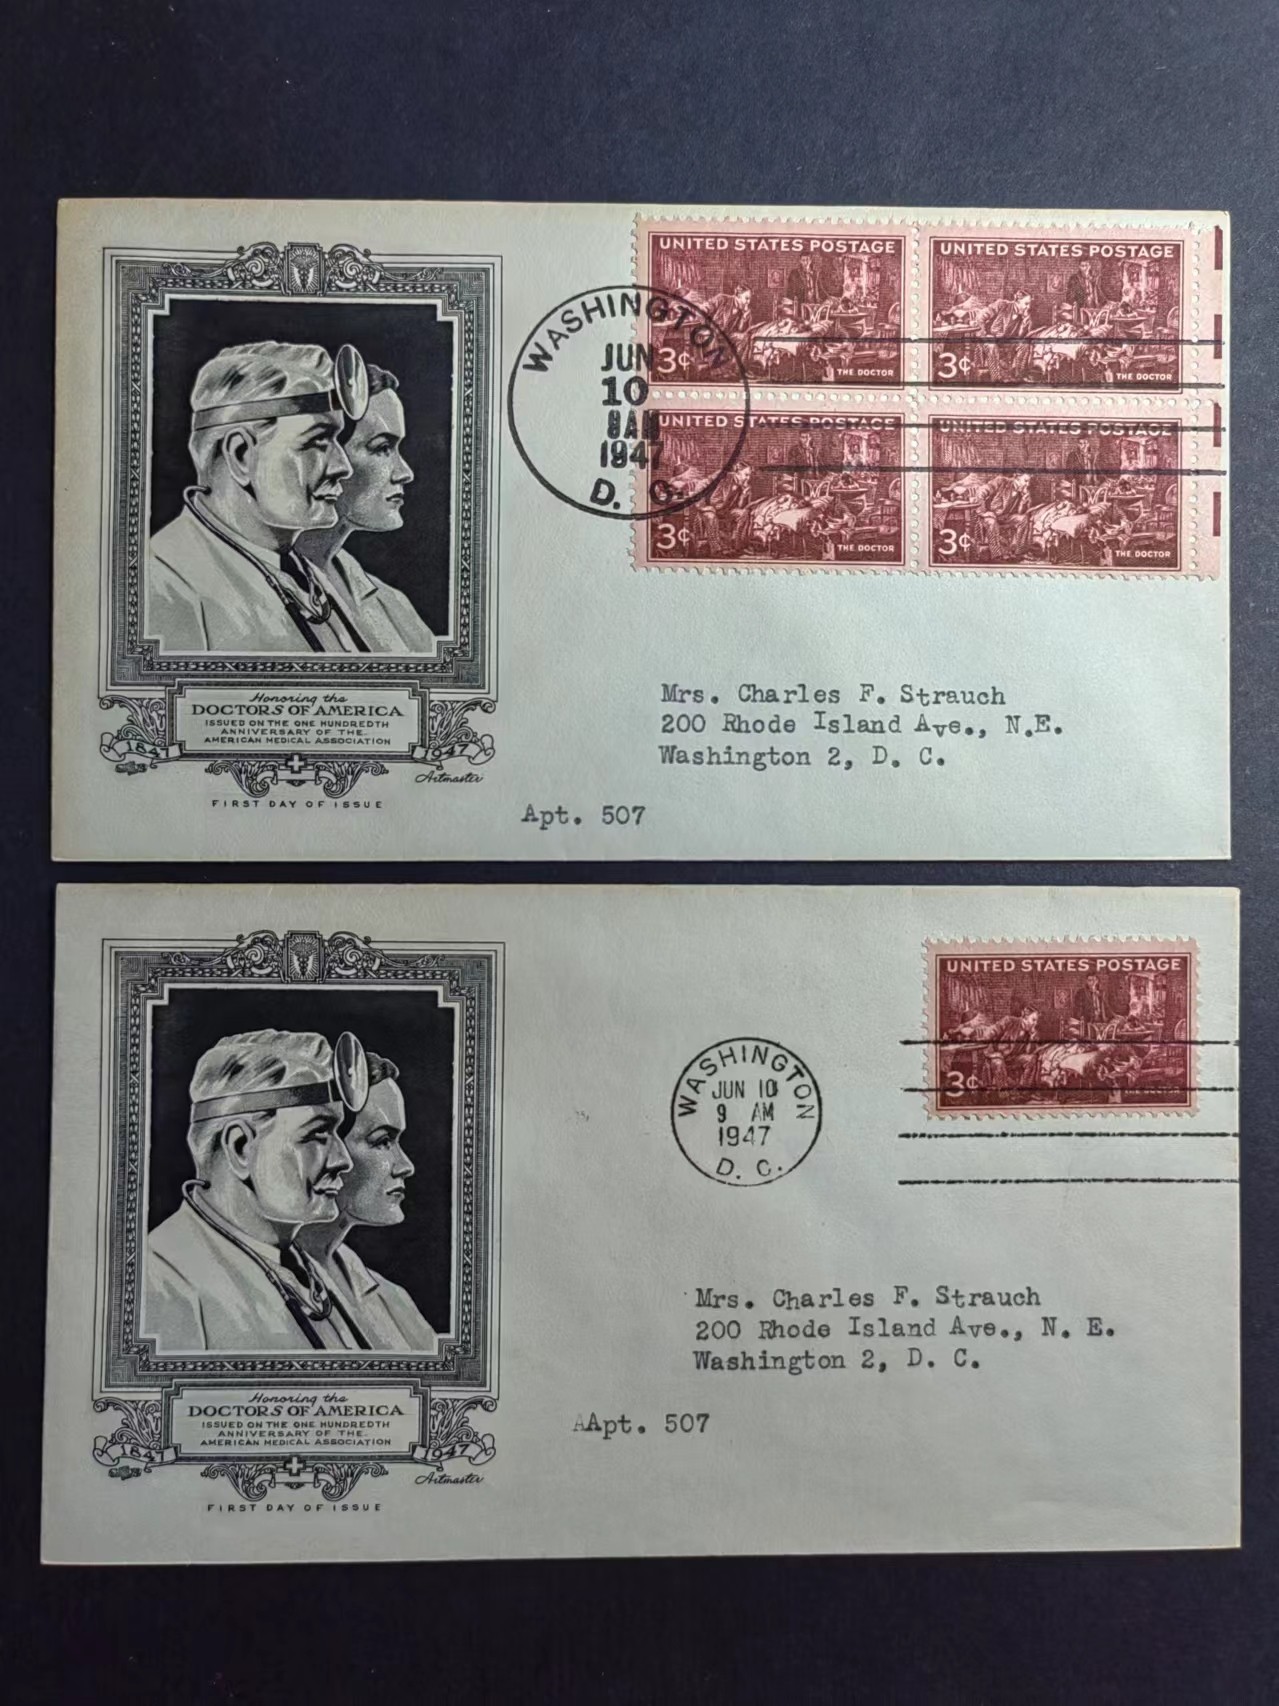 UNITED STATES POSTAGE
3¢ THE DOCTOR
UNITED STATES POSTAGE
3¢ THE DOCTOR
UNITED STATES POSTAGE
3¢ THE DOCTOR
UNITED STATES POSTAGE
3¢ THE DOCTOR
WASHINGTON
JUN
10
1947
D. C.
Honoring the
DOCTORS OF AMERICA
ISSUED ON THE ONE HUNDREDTH
ANNIVERSARY OF THE
AMERICAN MEDICAL ASSOCIATION
1847 1947
Artmaster
FIRST DAY OF ISSUE
Mrs. Charles F. Strauch
200 Rhode Island Ave., N.E.
Washington 2, D. C.
Apt. 507
UNITED STATES POSTAGE
3¢ THE DOCTOR
WASHINGTON
JUN 10
9 AM
1947
D. C.
Mrs. Charles F. Strauch
200 Rhode Island Ave., N. E.
Washington 2, D. C.
AApt. 507
Honoring the
DOCTORS OF AMERICA
ISSUED ON THE ONE HUNDREDTH
ANNIVERSARY OF THE
AMERICAN MEDICAL ASSOCIATION
1847 1947
Artmaster
FIRST DAY OF ISSUE